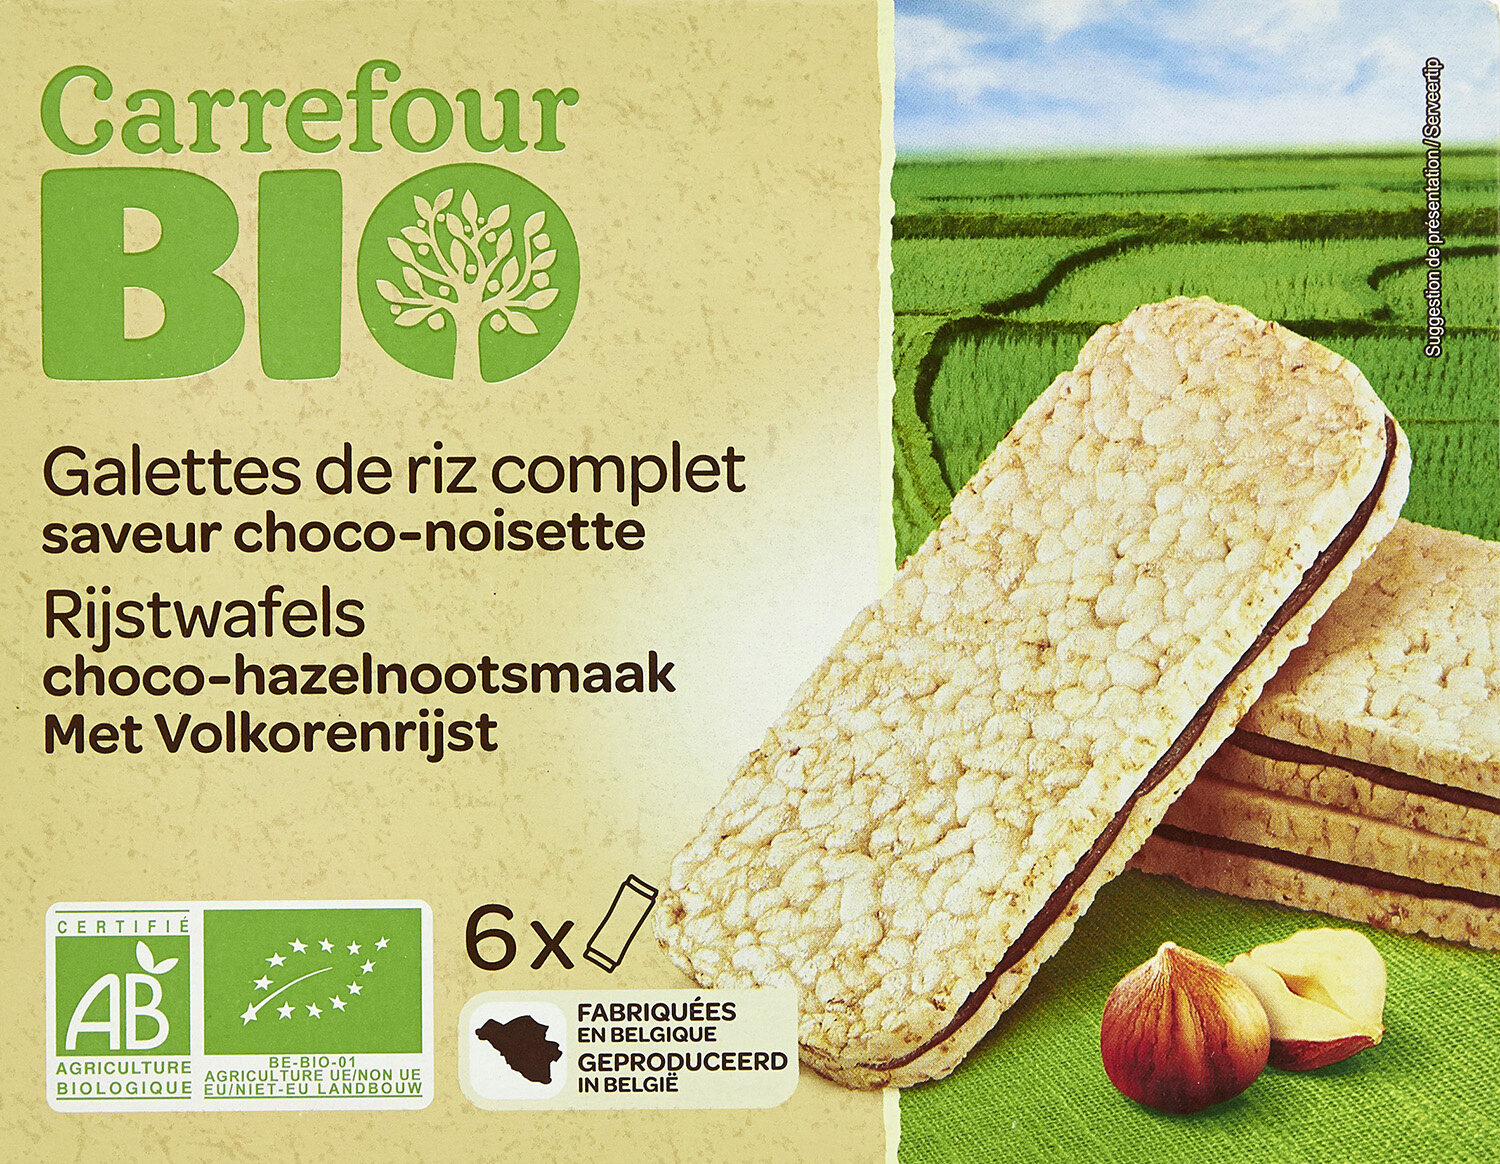 Carrefour
BIO
Galettes de riz complet
saveur choco-noisette
Rijstwafels
choco-hazelnootsmaak
Met Volkorenrijst
6x
CERTIFIÉ
AB
AGRICULTURE
BIOLOGIQUE
BE-BIO-01
AGRICULTURE UE/NON UE
EU/NIET-EU LANDBOUW
FABRIQUÉES
EN BELGIQUE
GEPRODUCEERD
IN BELGIË
Suggestion de présentation/Serveertip